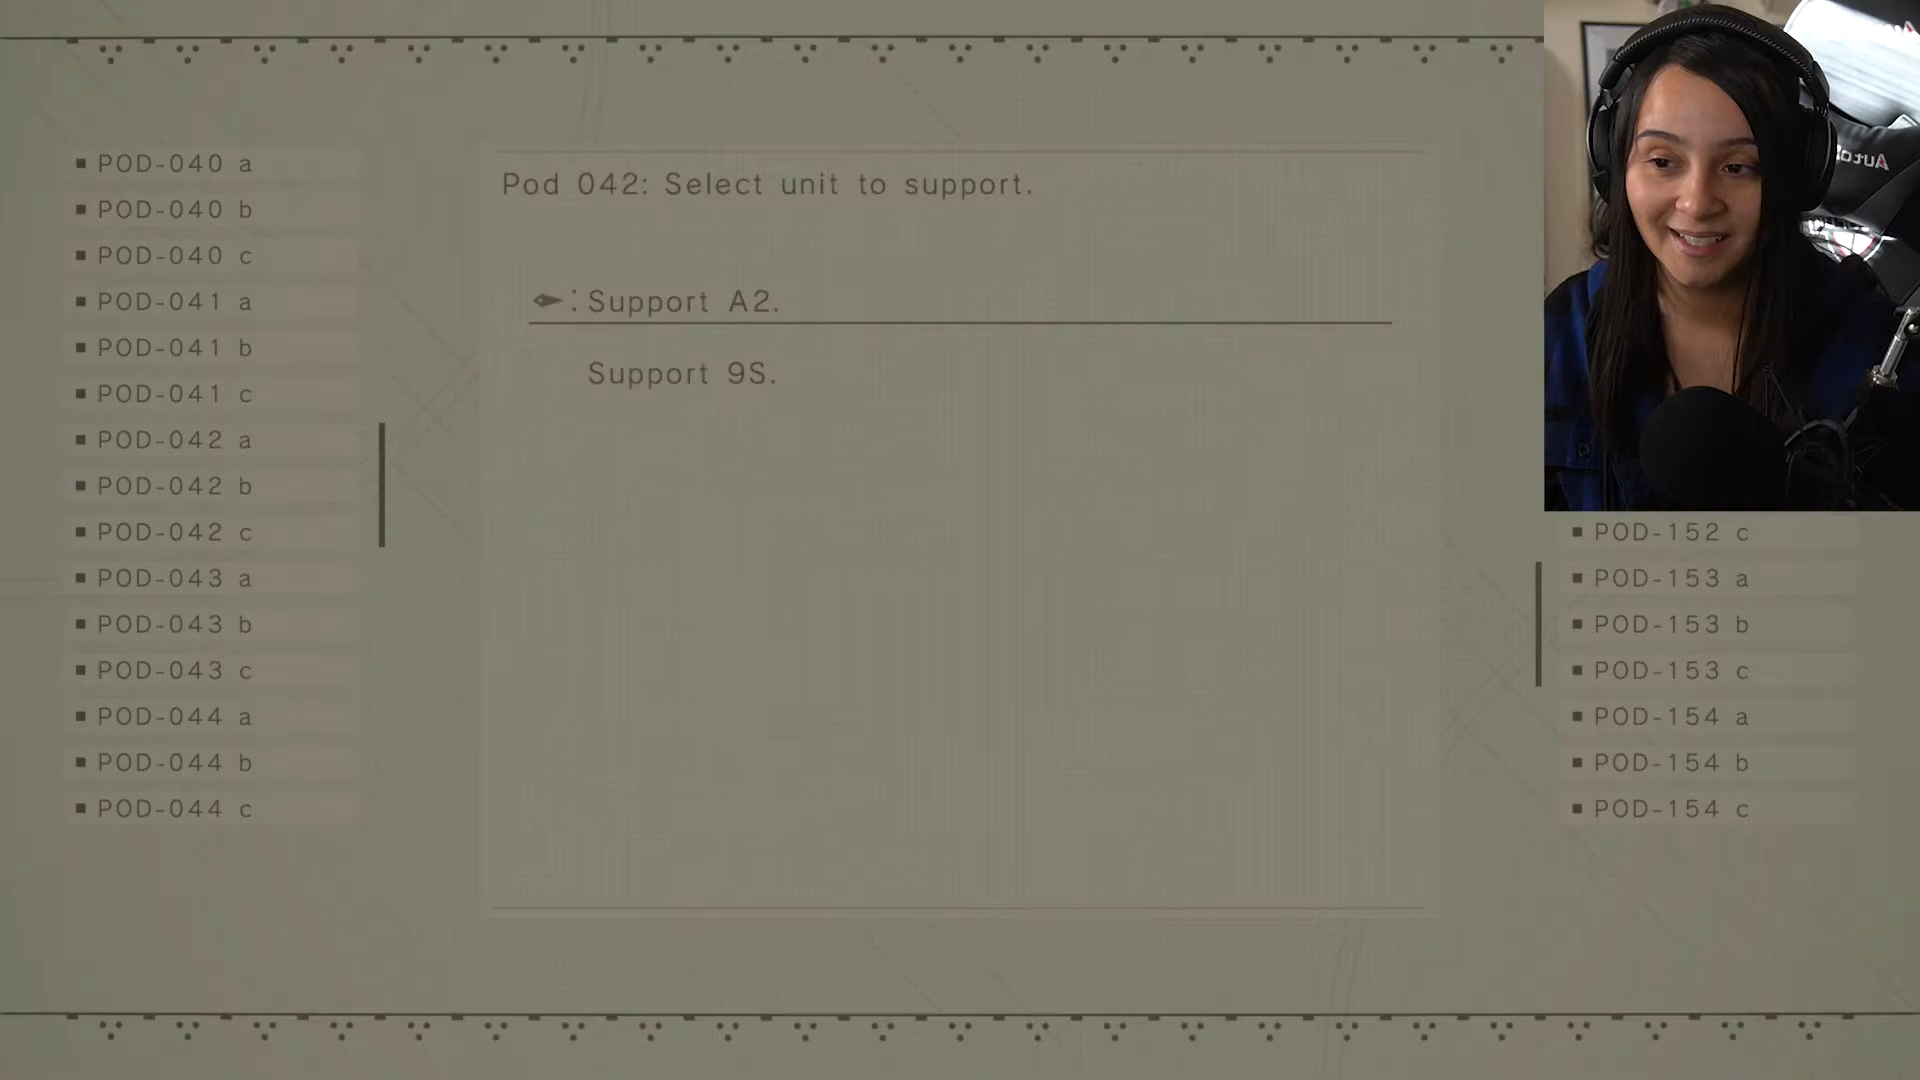 POD-040 a
POD-040 b
POD-040 c
POD-041 a
POD-041 b
POD-041 c
POD-042 a
POD-042 b
POD-042 c
POD-043 a
POD-043 b
POD-043 c
POD-044 a
POD-044 b
POD-044 c
Pod 042: Select unit to support.
Support A2.
Support 9S.
POD-152 c
POD-153 a
POD-153 b
POD-153 c
POD-154 a
POD-154 b
POD-154 c